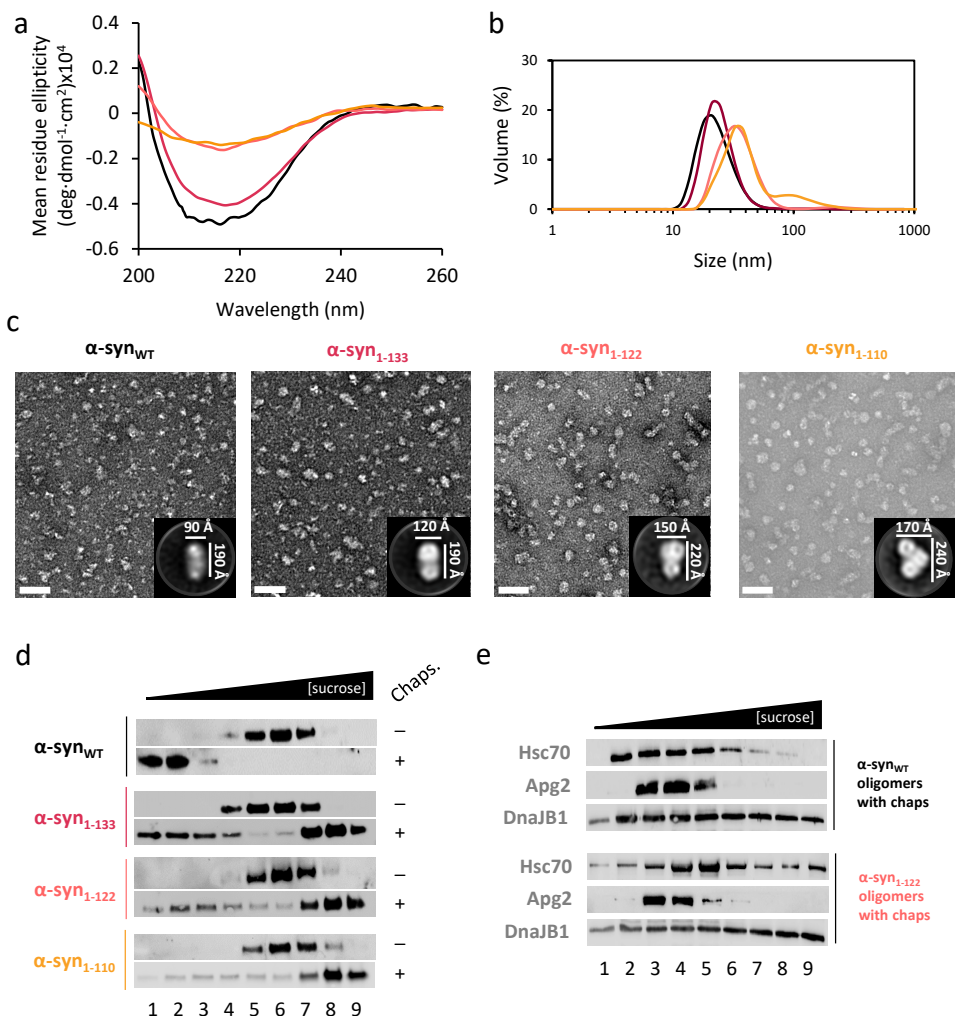 a
0.4
0.2
0
-0.2
-0.4
-0.6
200
220
240
260
Mean residue ellipticity
(deg·dmol⁻¹·cm²)x10⁴
Wavelength (nm)
b
30
20
10
0
1
10
100
1000
Volume (%)
Size (nm)
c
α-synWT
α-syn1-133
α-syn1-122
α-syn1-110
90 Å
190 Å
120 Å
190 Å
150 Å
220 Å
170 Å
240 Å
d
[sucrose]
Chaps.
α-synWT
–
+
α-syn1-133
–
+
α-syn1-122
–
+
α-syn1-110
–
+
1 2 3 4 5 6 7 8 9
e
[sucrose]
Hsc70
Apg2
DnaJB1
α-synWT
oligomers
with chaps
Hsc70
Apg2
DnaJB1
α-syn1-122
oligomers
with chaps
1 2 3 4 5 6 7 8 9